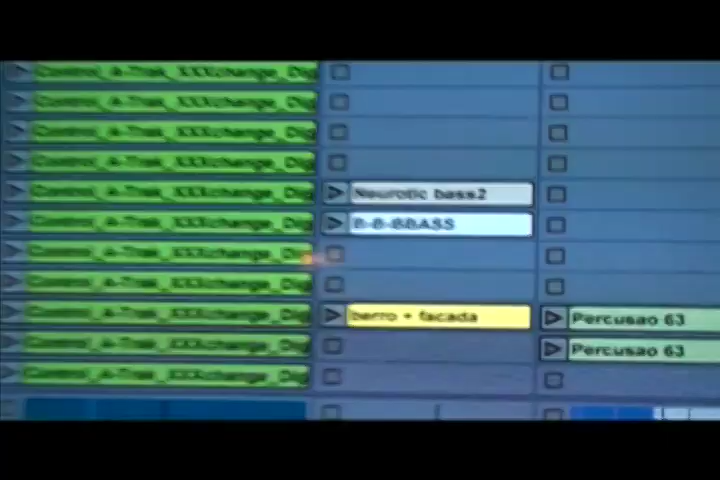 Control_A-Trak_XXXchange_Dig
Control_A-Trak_XXXchange_Dig
Control_A-Trak_XXXchange_Dig
Control_A-Trak_XXXchange_Dig
Control_A-Trak_XXXchange_Dig Neurotic bass2
Control_A-Trak_XXXchange_Dig B-B-BBASS
Control_A-Trak_XXXchange_Dig
Control_A-Trak_XXXchange_Dig
Control_A-Trak_XXXchange_Dig berro + facada Percusao 63
Control_A-Trak_XXXchange_Dig Percusao 63
Control_A-Trak_XXXchange_Dig